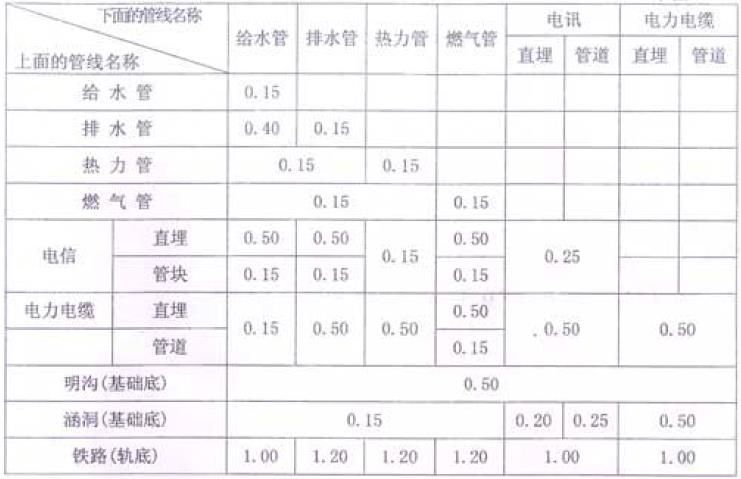 下面的管线名称
上面的管线名称
给水管 排水管 热力管 燃气管 电讯 电力电缆
直埋 管道 直埋 管道
给水管 0.15
排水管 0.40 0.15
热力管 0.15 0.15
燃气管 0.15 0.15
电信 直埋 0.50 0.50 0.15 0.50 0.25
管块 0.15 0.15 0.15
电力电缆 直埋 0.15 0.50 0.50 0.50 0.50 0.50
管道 0.15
明沟(基础底) 0.50
涵洞(基础底) 0.15 0.20 0.25 0.50
铁路(轨底) 1.00 1.20 1.20 1.20 1.00 1.00